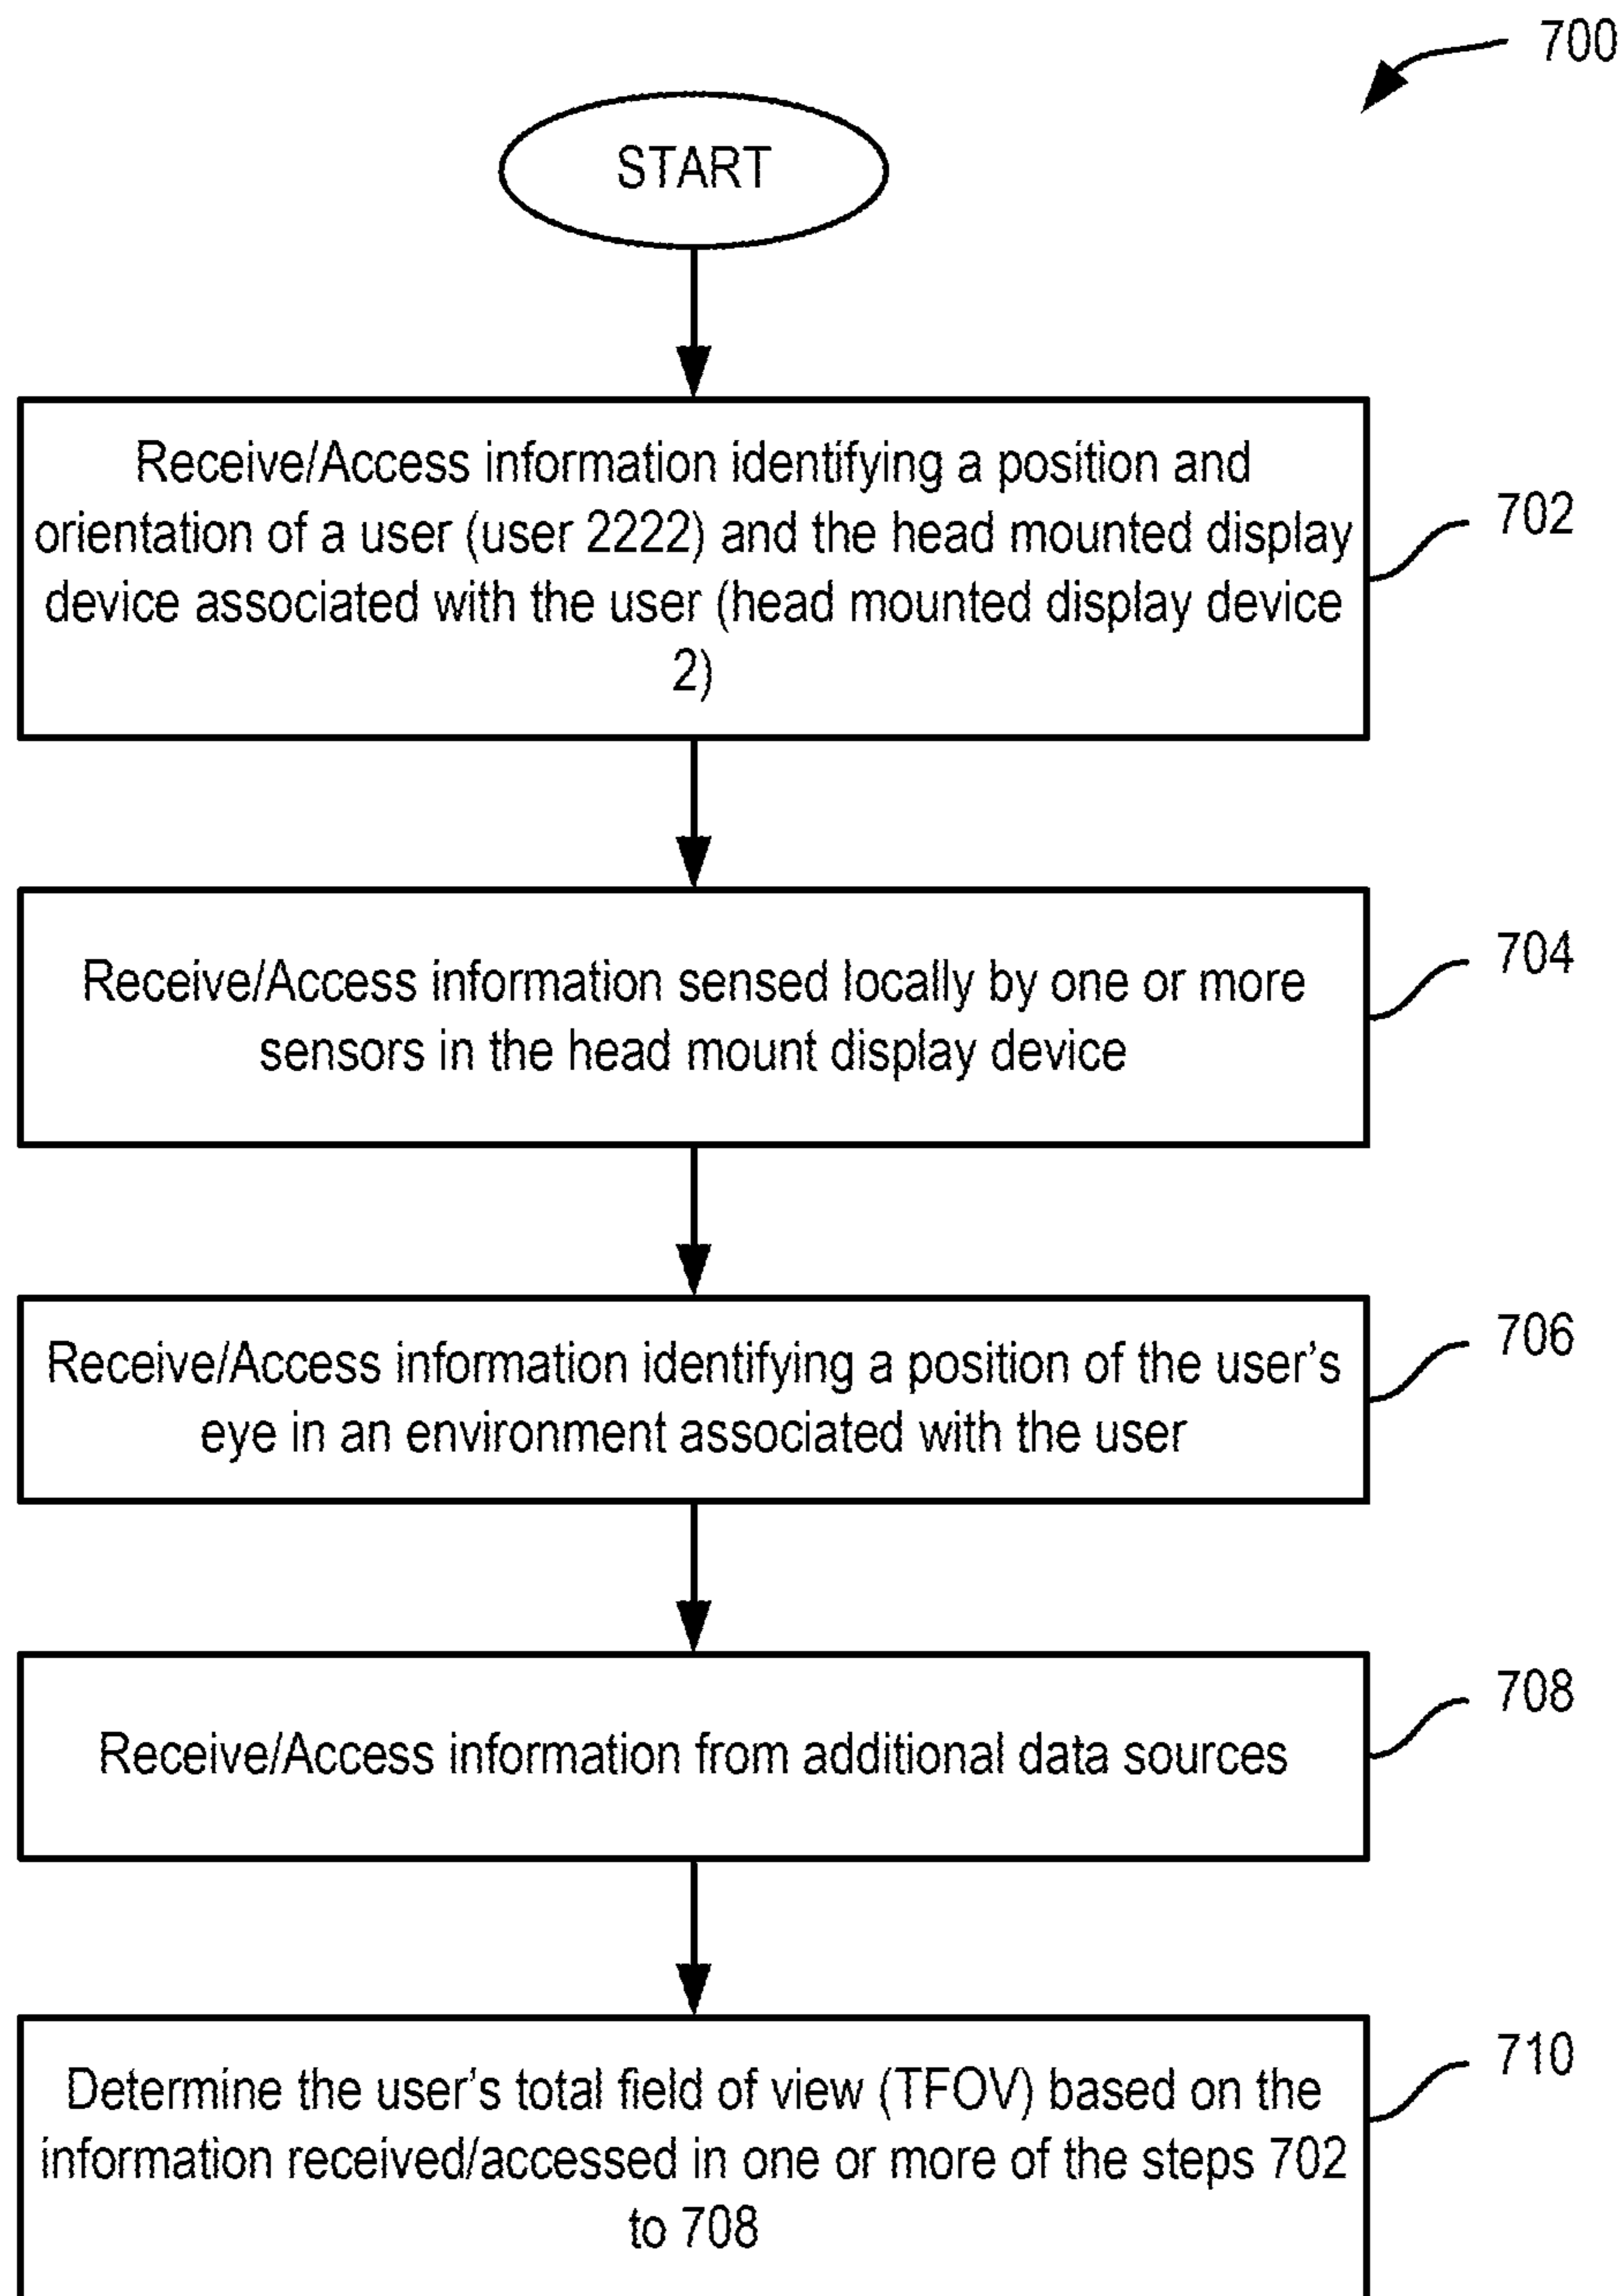 700
START
Receive/Access information identifying a position and
orientation of a user (user 2222) and the head mounted display
device associated with the user (head mounted display device
2)
702
Receive/Access information sensed locally by one or more
sensors in the head mount display device
704
Receive/Access information identifying a position of the user's
eye in an environment associated with the user
706
Receive/Access information from additional data sources
708
Determine the user's total field of view (TFOV) based on the
information received/accessed in one or more of the steps 702
to 708
710